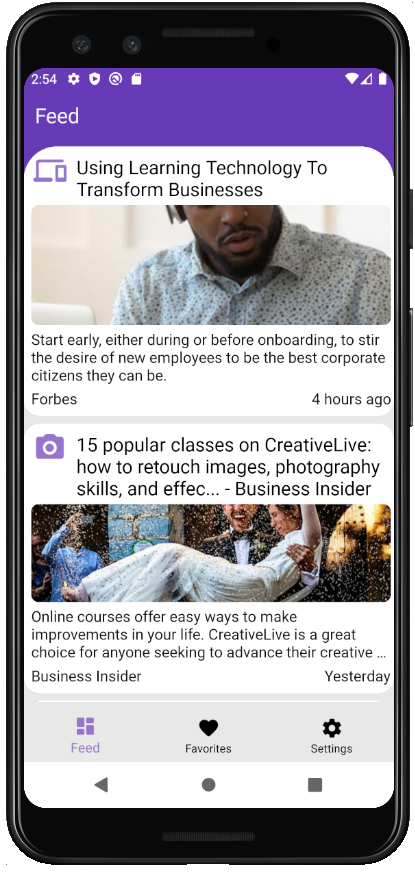 2:54
Feed
Using Learning Technology To
Transform Businesses
Start early, either during or before onboarding, to stir
the desire of new employees to be the best corporate
citizens they can be.
Forbes 4 hours ago
15 popular classes on CreativeLive:
how to retouch images, photography
skills, and effec... - Business Insider
Online courses offer easy ways to make
improvements in your life. CreativeLive is a great
choice for anyone seeking to advance their creative ...
Business Insider Yesterday
Feed Favorites Settings